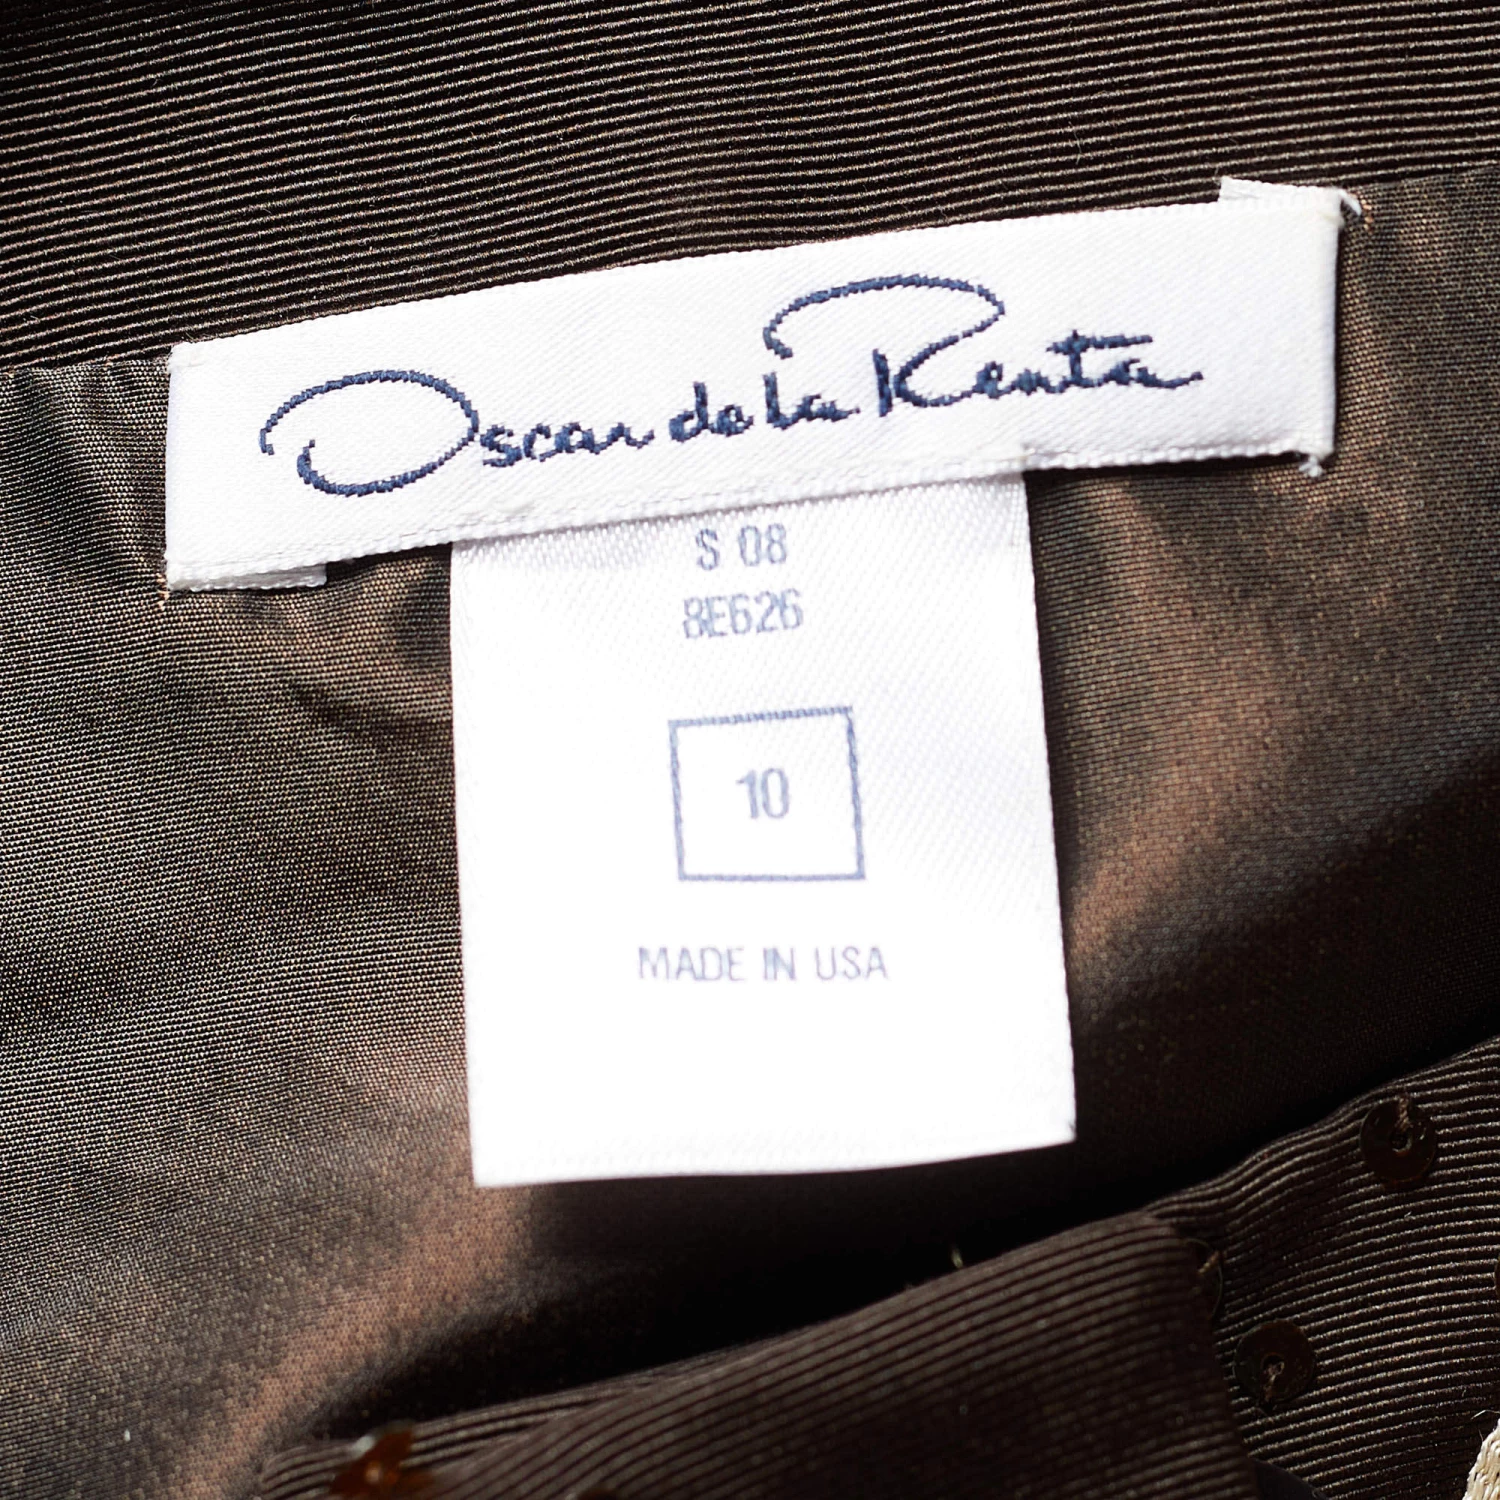 Oscar de la Renta
S 08
8E626
10
MADE IN USA